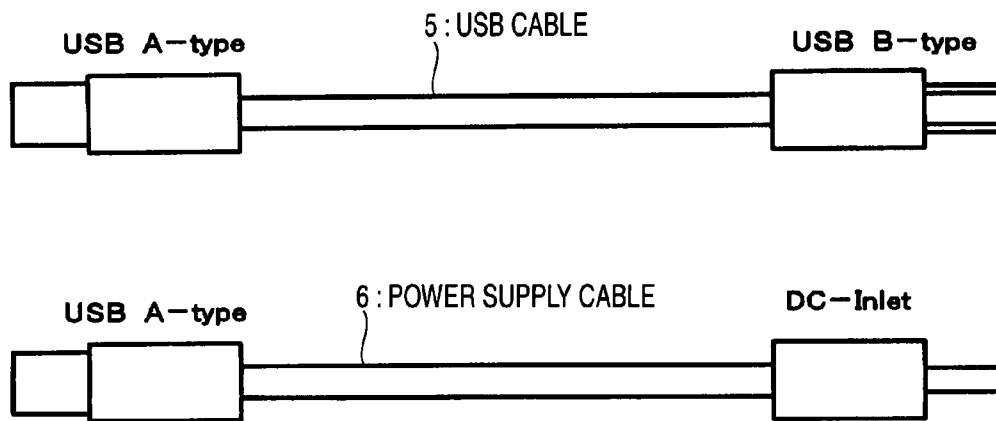 5 : USB CABLE
USB A-type
USB B-type
6 : POWER SUPPLY CABLE
USB A-type
DC-Inlet